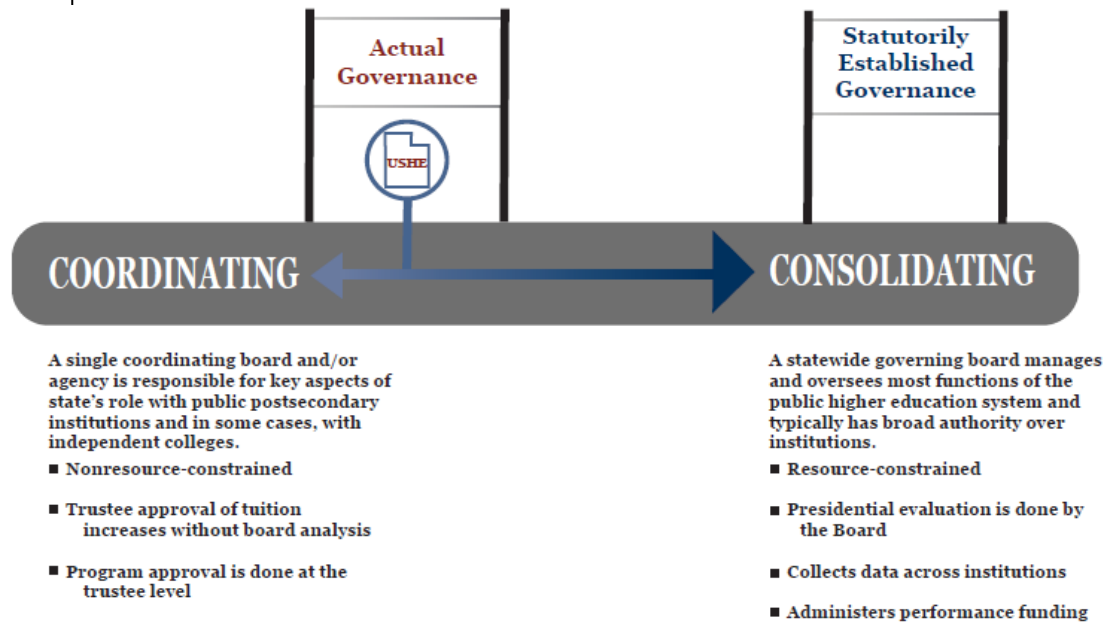 Actual
Governance
Statutorily
Established
Governance
USHE
COORDINATING
CONSOLIDATING
A single coordinating board and/or
agency is responsible for key aspects of
state's role with public postsecondary
institutions and in some cases, with
independent colleges.
■ Nonresource-constrained
■ Trustee approval of tuition
increases without board analysis
■ Program approval is done at the
trustee level
A statewide governing board manages
and oversees most functions of the
public higher education system and
typically has broad authority over
institutions.
■ Resource-constrained
■ Presidential evaluation is done by
the Board
■ Collects data across institutions
■ Administers performance funding